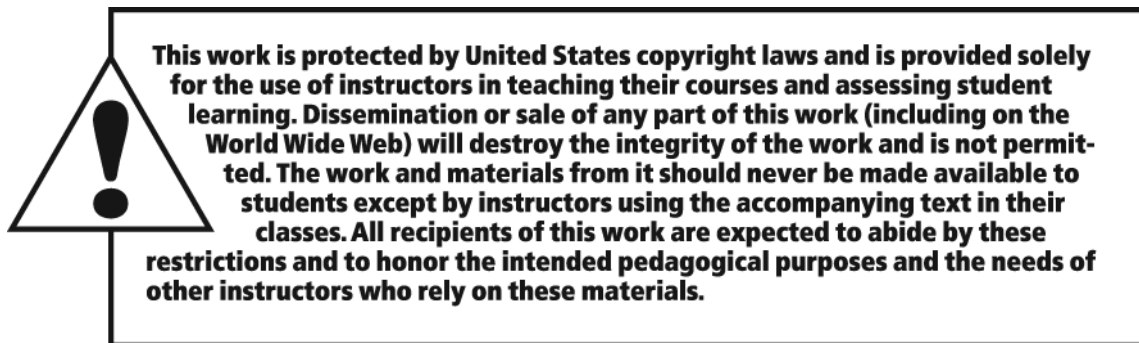 This work is protected by United States copyright laws and is provided solely
for the use of instructors in teaching their courses and assessing student
learning. Dissemination or sale of any part of this work (including on the
World Wide Web) will destroy the integrity of the work and is not permit-
ted. The work and materials from it should never be made available to
students except by instructors using the accompanying text in their
classes. All recipients of this work are expected to abide by these
restrictions and to honor the intended pedagogical purposes and the needs of
other instructors who rely on these materials.